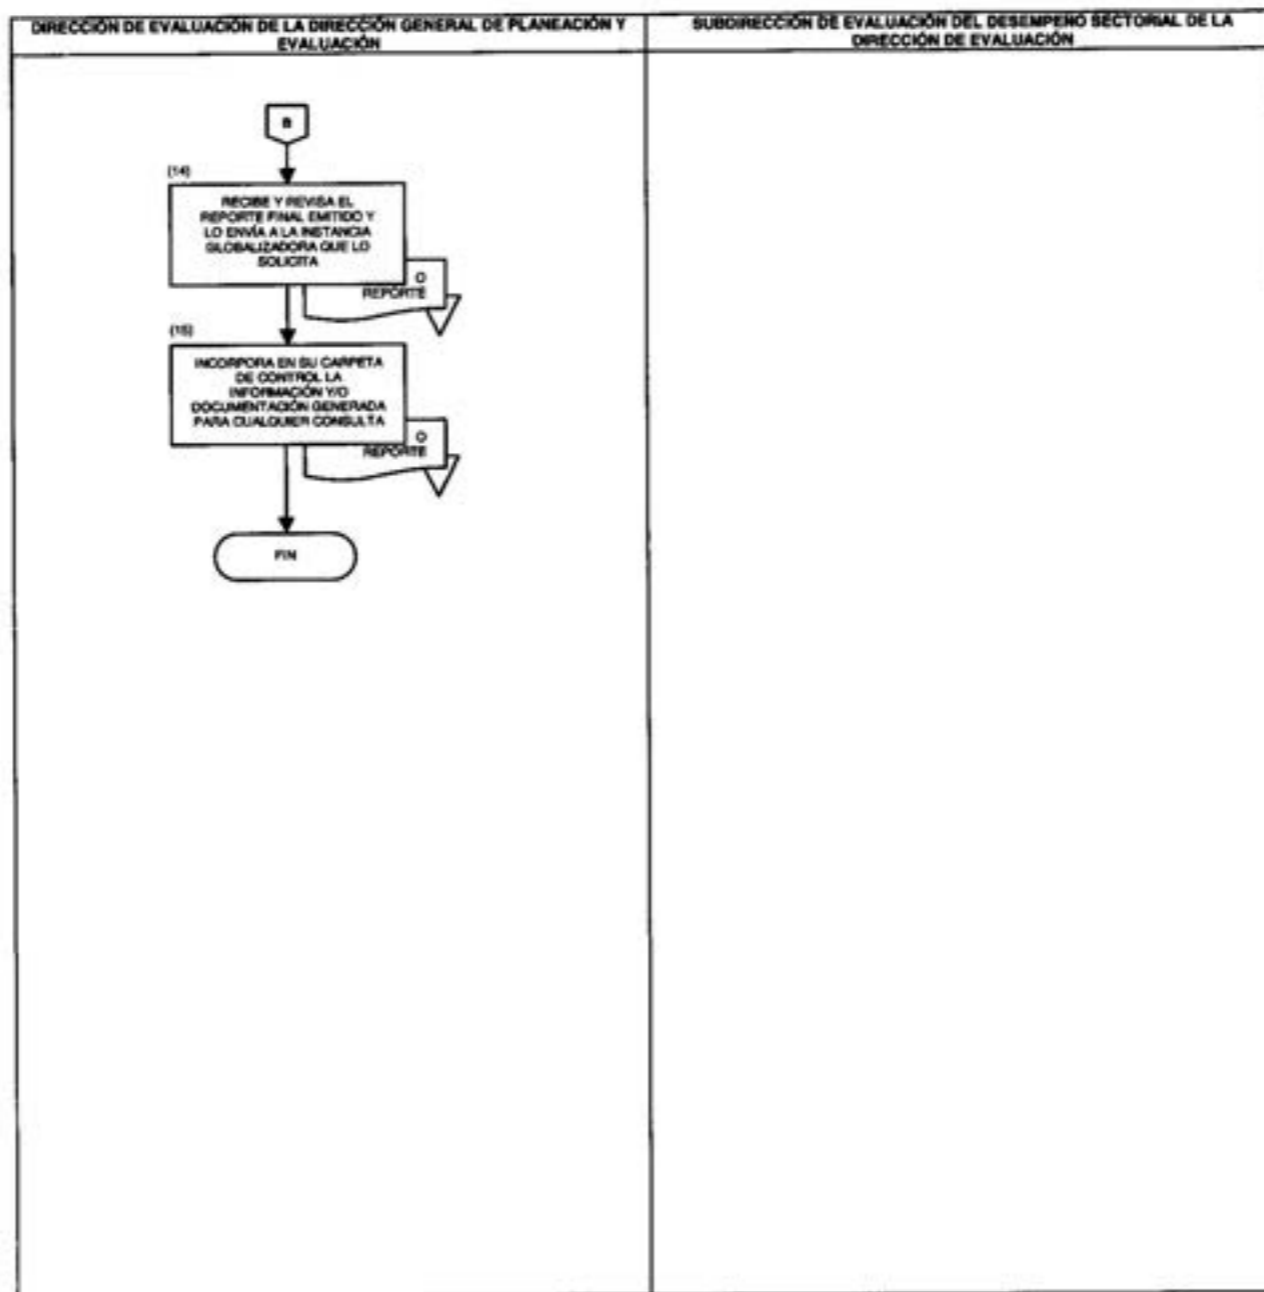 DIRECCIÓN DE EVALUACIÓN DE LA DIRECCIÓN GENERAL DE PLANEACIÓN Y
EVALUACIÓN
SUBDIRECCIÓN DE EVALUACIÓN DEL DESEMPEÑO SECTORIAL DE LA
DIRECCIÓN DE EVALUACIÓN
B
(14)
RECIBE Y REVISA EL
REPORTE FINAL EMITIDO Y
LO ENVÍA A LA INSTANCIA
GLOBALIZADORA QUE LO
SOLICITA
O
REPORTE
(15)
INCORPORA EN SU CARPETA
DE CONTROL LA
INFORMACIÓN Y/O
DOCUMENTACIÓN GENERADA
PARA CUALQUIER CONSULTA
O
REPORTE
FIN